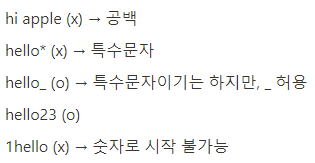 hi apple (x) → 공백
hello* (x) → 특수문자
hello_ (o) → 특수문자이기는 하지만, _ 허용
hello23 (o)
1hello (x) → 숫자로 시작 불가능